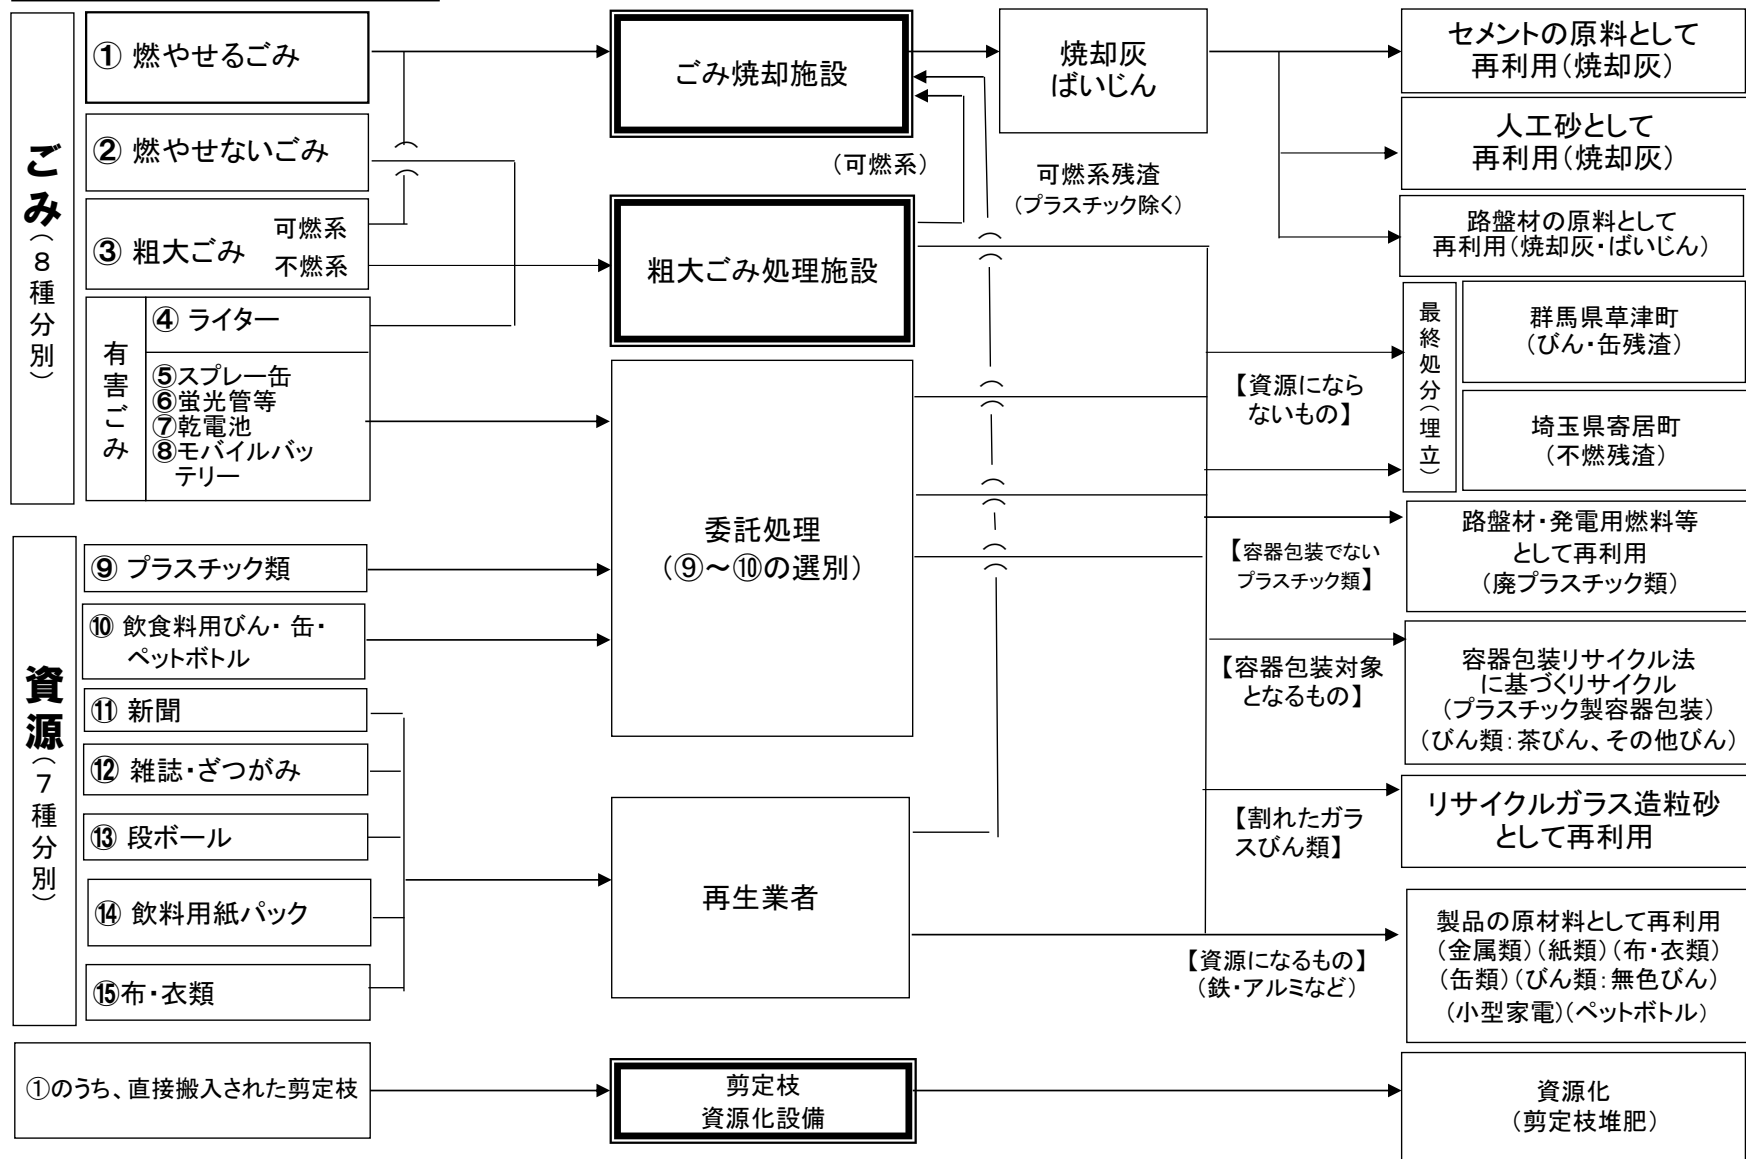 ごみ（8種分別）
① 燃やせるごみ
② 燃やせないごみ
③ 粗大ごみ
可燃系
不燃系
有害ごみ
④ ライター
⑤スプレー缶
⑥蛍光管等
⑦乾電池
⑧モバイルバッ
テリー
資源（7種分別）
⑨ プラスチック類
⑩ 飲食料用びん・ 缶・
ペットボトル
⑪ 新聞
⑫ 雑誌・ざつがみ
⑬ 段ボール
⑭ 飲料用紙パック
⑮布・衣類
①のうち、直接搬入された剪定枝
ごみ焼却施設
（可燃系）
粗大ごみ処理施設
委託処理
（⑨～⑩の選別）
再生業者
剪定枝
資源化設備
焼却灰
ばいじん
可燃系残渣
（プラスチック除く）
【資源になら
ないもの】
【容器包装でない
プラスチック類】
【容器包装対象
となるもの】
【割れたガラ
スびん類】
【資源になるもの】
（鉄・アルミなど）
セメントの原料として
再利用（焼却灰）
人工砂として
再利用（焼却灰）
路盤材の原料として
再利用（焼却灰・ばいじん）
最終処分（埋立）
群馬県草津町
（びん・缶残渣）
埼玉県寄居町
（不燃残渣）
路盤材・発電用燃料等
として再利用
（廃プラスチック類）
容器包装リサイクル法
に基づくリサイクル
（プラスチック製容器包装）
（びん類：茶びん、その他びん）
リサイクルガラス造粒砂
として再利用
製品の原材料として再利用
（金属類）（紙類）（布・衣類）
（缶類）（びん類：無色びん）
（小型家電）（ペットボトル）
資源化
（剪定枝堆肥）